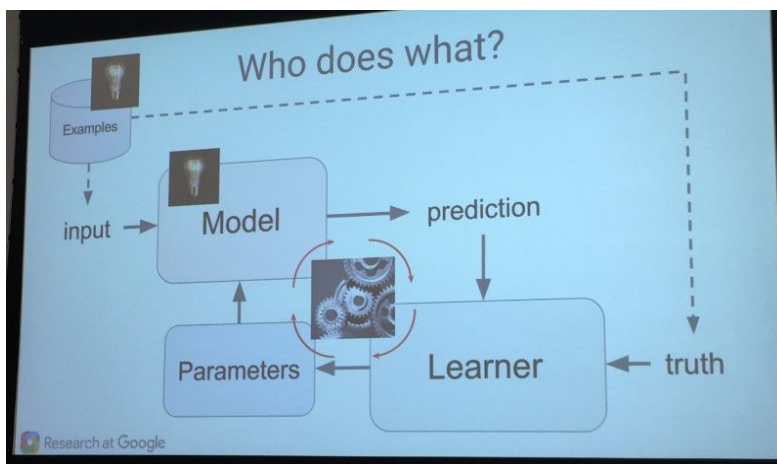 Who does what?
Examples
input
Model
prediction
Parameters
Learner
truth
Research at Google